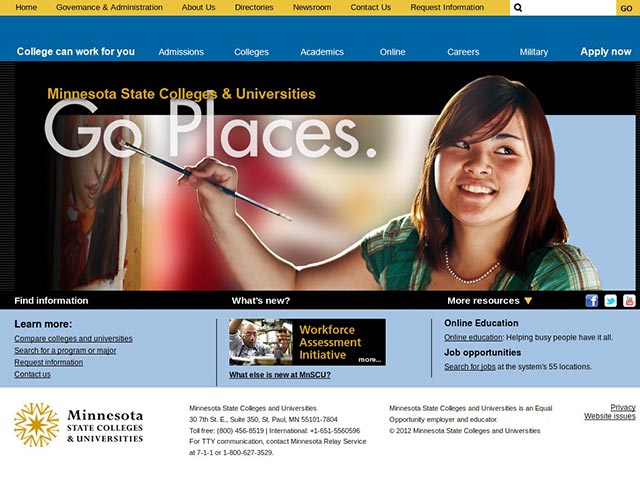 Home Governance & Administration About Us Directories Newsroom Contact Us Request Information GO
College can work for you Admissions Colleges Academics Online Careers Military Apply now
Minnesota State Colleges & Universities
Go Places.
Find information What's new? More resources
Learn more:
Compare colleges and universities
Search for a program or major
Request information
Contact us
Workforce
Assessment
Initiative
more...
What else is new at MnSCU?
Online Education
Online education: Helping busy people have it all.
Job opportunities
Search for jobs at the system's 55 locations.
Minnesota
STATE COLLEGES
& UNIVERSITIES
Minnesota State Colleges and Universities
30 7th St. E., Suite 350, St. Paul, MN 55101-7804
Toll free: (800) 456-8519 | International: +1-651-5560596
For TTY communication, contact Minnesota Relay Service
at 7-1-1 or 1-800-627-3529.
Minnesota State Colleges and Universities is an Equal
Opportunity employer and educator.
© 2012 Minnesota State Colleges and Universities
Privacy
Website issues